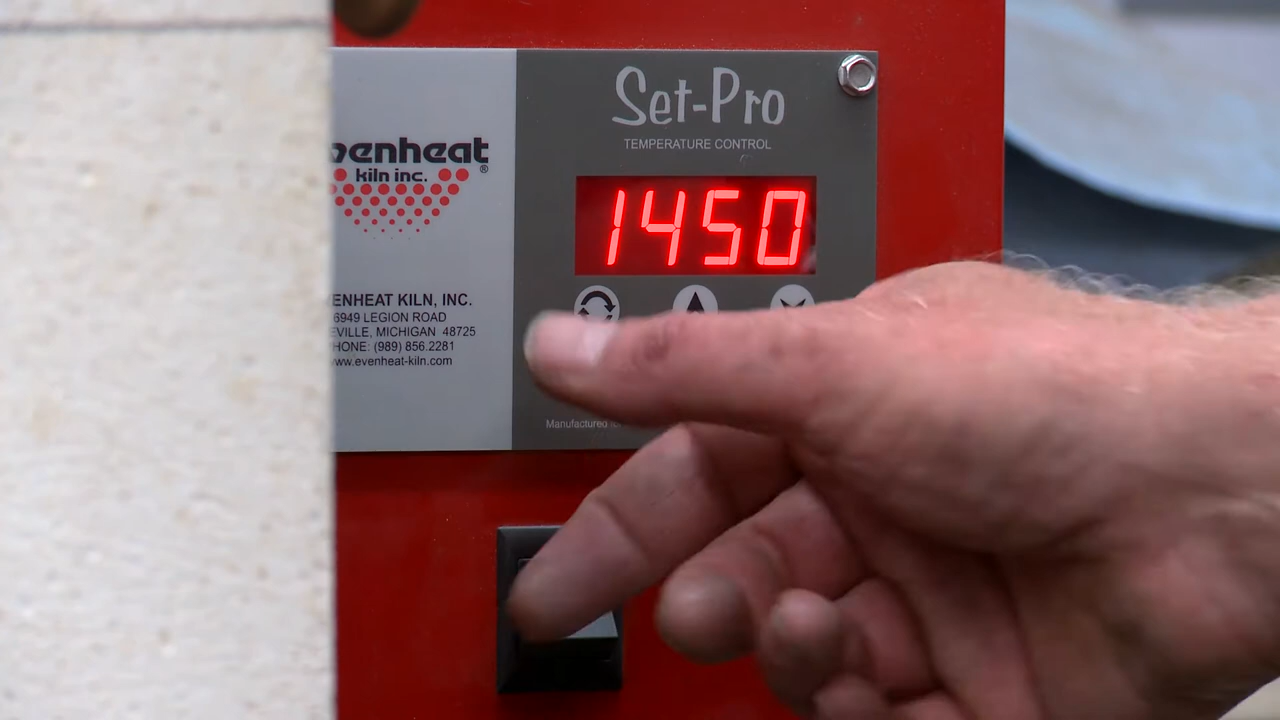 venheat®
kiln inc.
ENHEAT KILN, INC.
6949 LEGION ROAD
EVILLE, MICHIGAN 48725
HONE: (989) 856.2281
www.evenheat-kiln.com
Set-Pro
TEMPERATURE CONTROL
1450
Manufactured